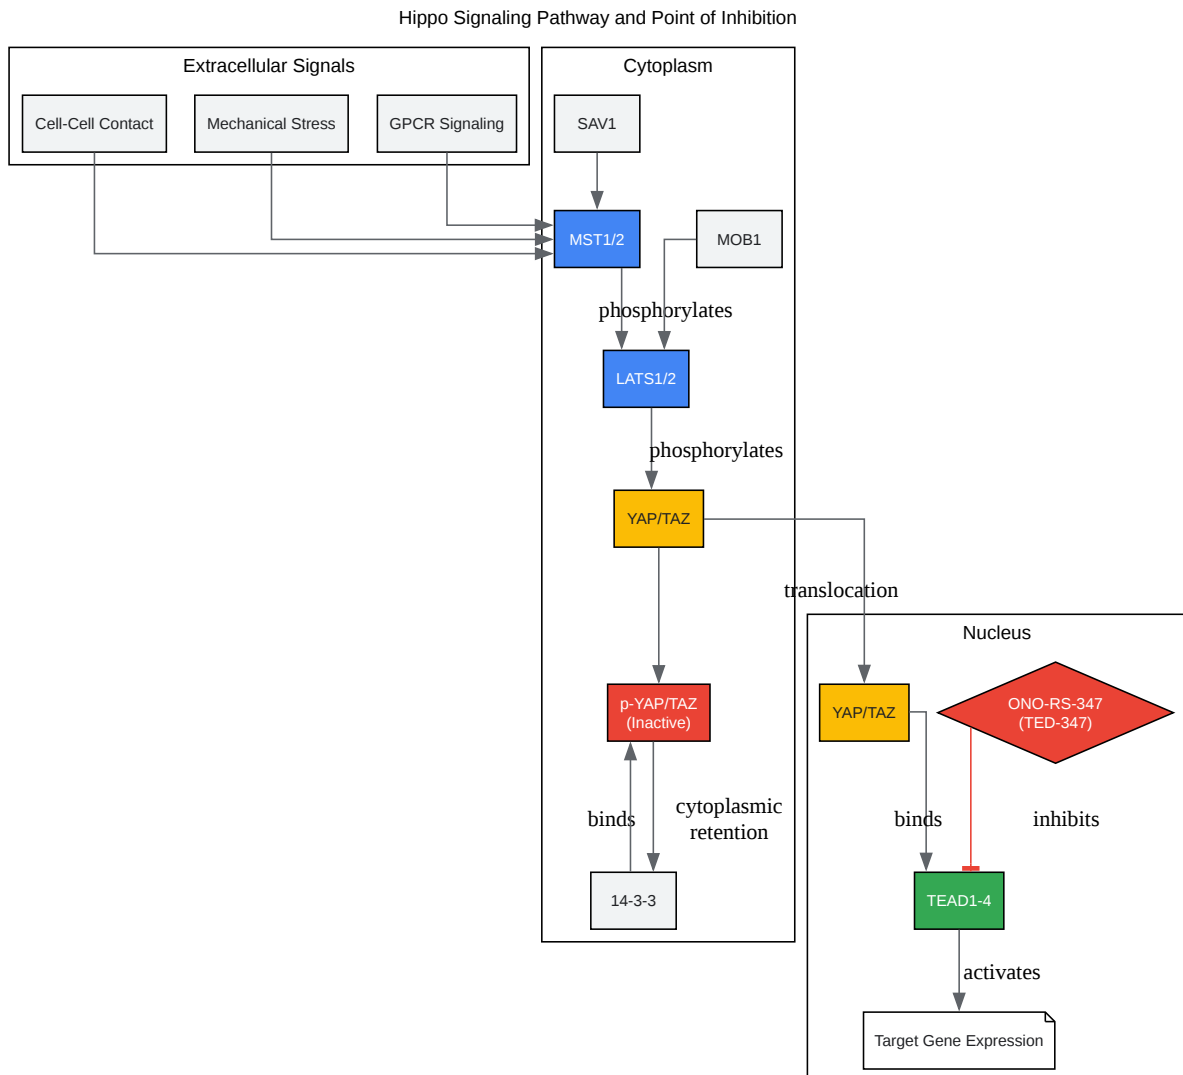 Hippo Signaling Pathway and Point of Inhibition
Extracellular Signals
Cytoplasm
Cell-Cell Contact
Mechanical Stress
GPCR Signaling
SAV1
MST1/2
MOB1
phosphorylates
LATS1/2
phosphorylates
YAP/TAZ
translocation
Nucleus
p-YAP/TAZ
(Inactive)
YAP/TAZ
ONO-RS-347
(TED-347)
binds
cytoplasmic
retention
binds
inhibits
14-3-3
TEAD1-4
activates
Target Gene Expression